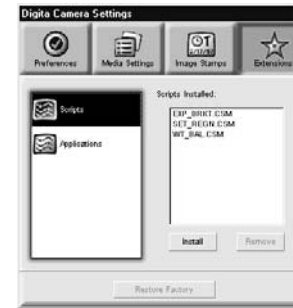 Digita Camera Settings
Preferences Media Settings Image Stamps Extensions
Scripts Installed:
Scripts
Applications
EXP_BRKT.CSM
SET_REGN.CSM
WT_BAL.CSM
Install Remove
Restore Factory